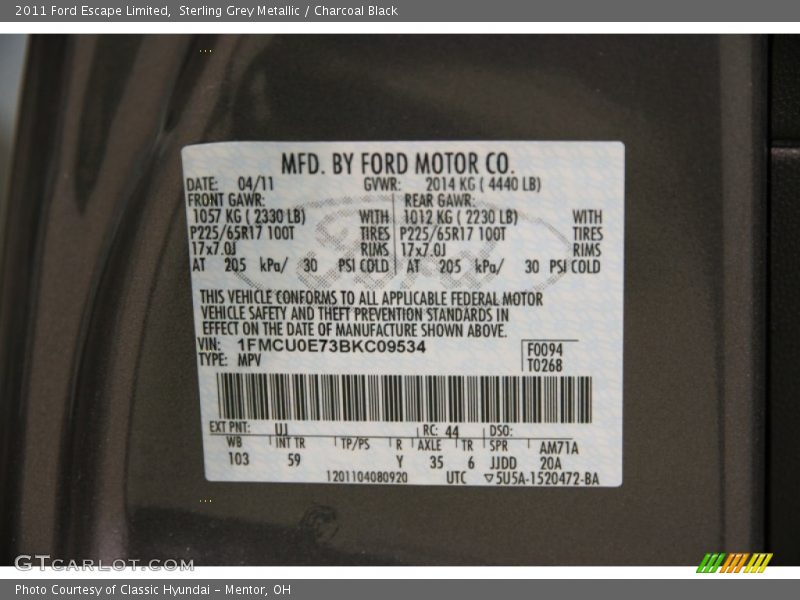 2011 Ford Escape Limited, Sterling Grey Metallic / Charcoal Black
MFD. BY FORD MOTOR CO.
DATE: 04/11 GVWR: 2014 KG ( 4440 LB)
FRONT GAWR: REAR GAWR:
1057 KG ( 2330 LB) WITH 1012 KG ( 2230 LB) WITH
P225/65R17 100T TIRES P225/65R17 100T TIRES
17x7.0J RIMS 17x7.0J RIMS
AT 205 kPa/ 30 PSI COLD AT 205 kPa/ 30 PSI COLD
THIS VEHICLE CONFORMS TO ALL APPLICABLE FEDERAL MOTOR
VEHICLE SAFETY AND THEFT PREVENTION STANDARDS IN
EFFECT ON THE DATE OF MANUFACTURE SHOWN ABOVE.
VIN: 1FMCU0E73BKC09534
TYPE: MPV
F0094
T0268
EXT PNT: UJ RC: 44 DSO:
WB INT TR TP/PS R AXLE TR SPR AM71A
103 59 Y 35 6 JJDD 20A
1201104080920 UTC ▽5U5A-1520472-BA
GTCARLOT.COM
Photo Courtesy of Classic Hyundai - Mentor, OH